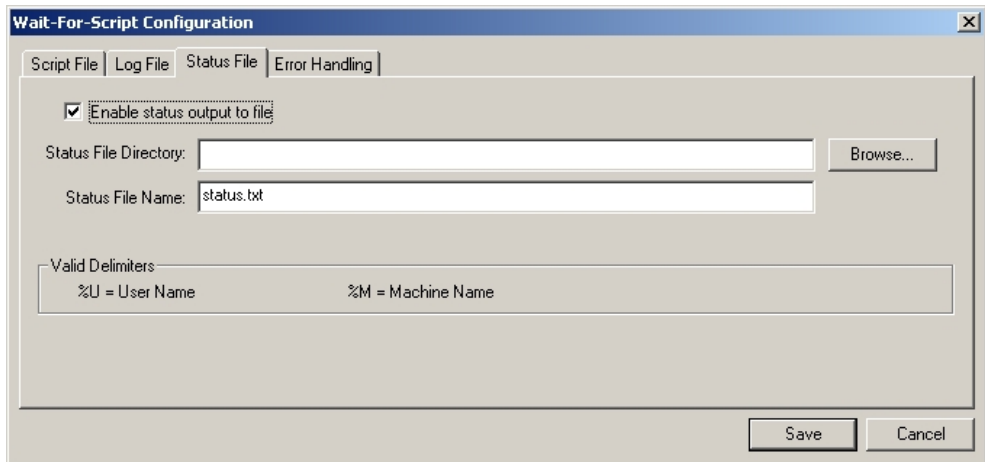 Wait-For-Script Configuration
Script File Log File Status File Error Handling
Enable status output to file
Status File Directory: Browse...
Status File Name: status.txt
Valid Delimiters
%U = User Name %M = Machine Name
Save Cancel